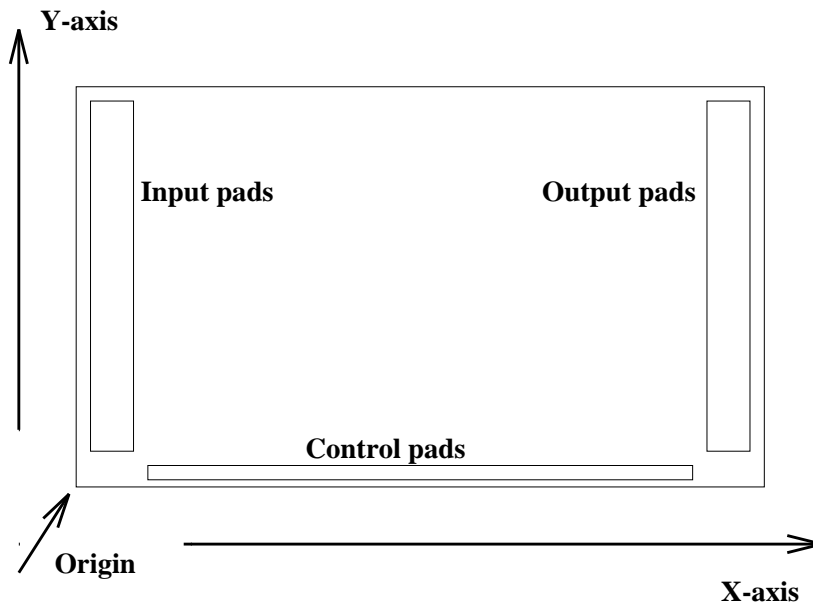 Y-axis
Input pads
Output pads
Control pads
Origin
X-axis